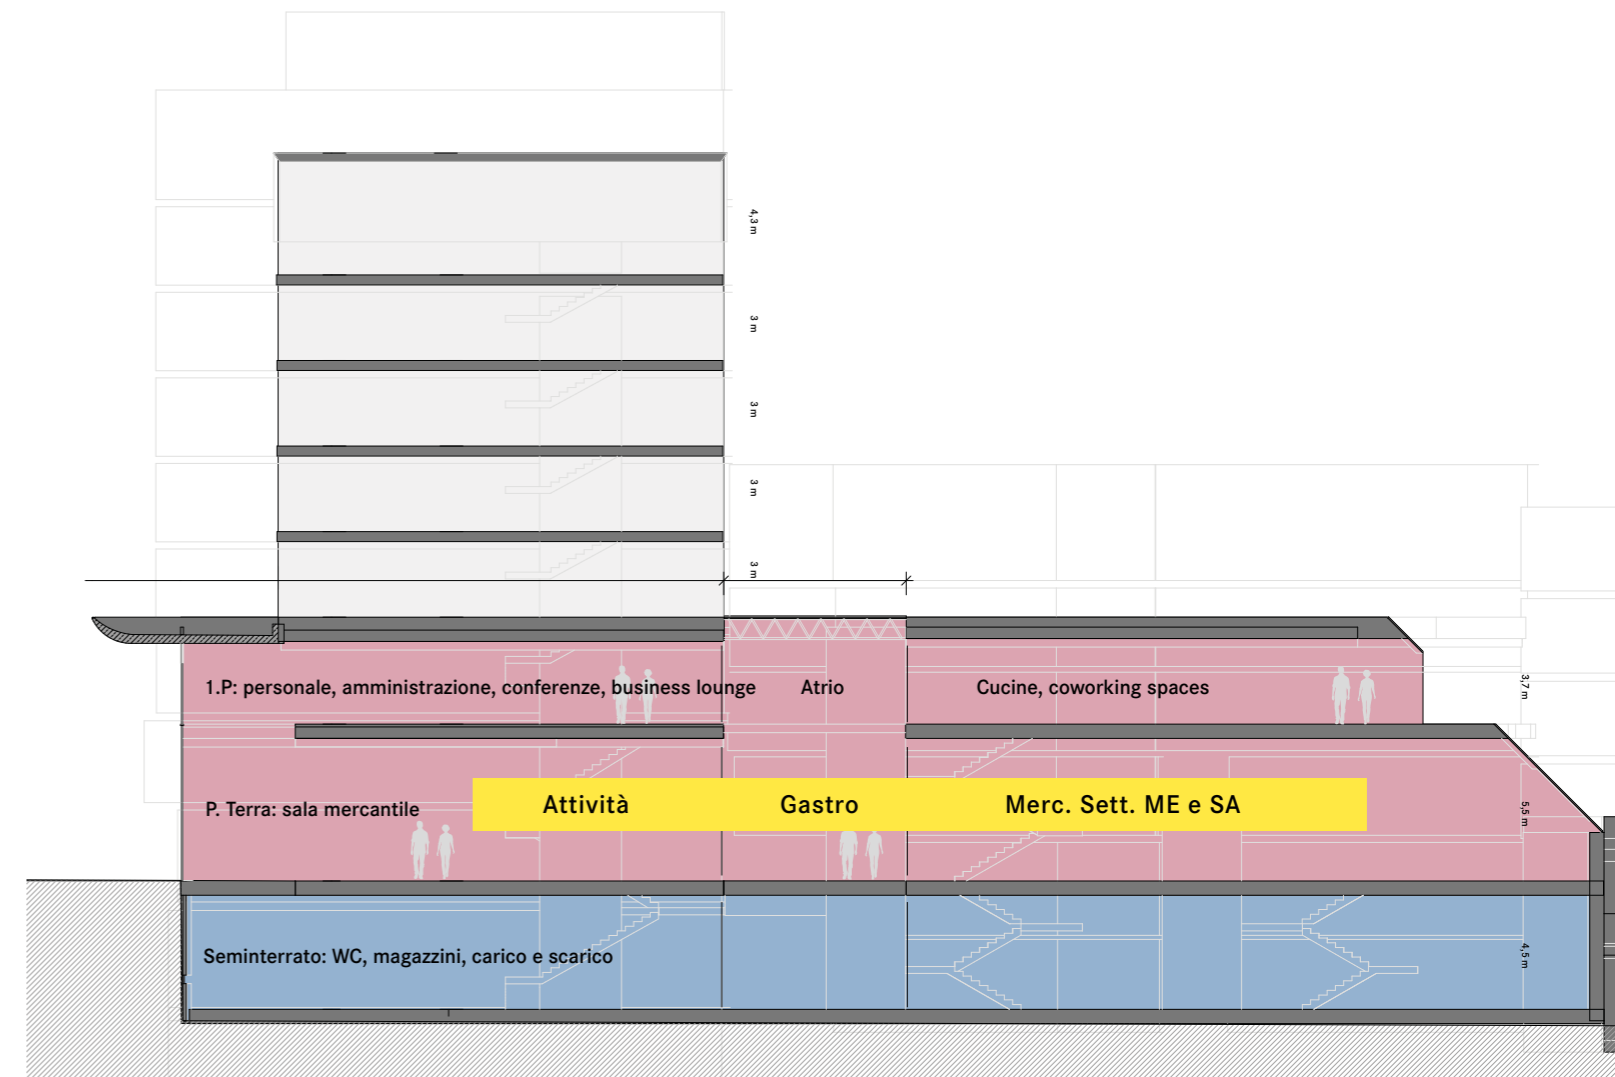 4,3 m
3 m
3 m
3 m
3 m
1.P: personale, amministrazione, conferenze, business lounge
Atrio
Cucine, coworking spaces
3,7 m
P. Terra: sala mercantile
Attività
Gastro
Merc. Sett. ME e SA
5,5 m
Seminterrato: WC, magazzini, carico e scarico
4,5 m